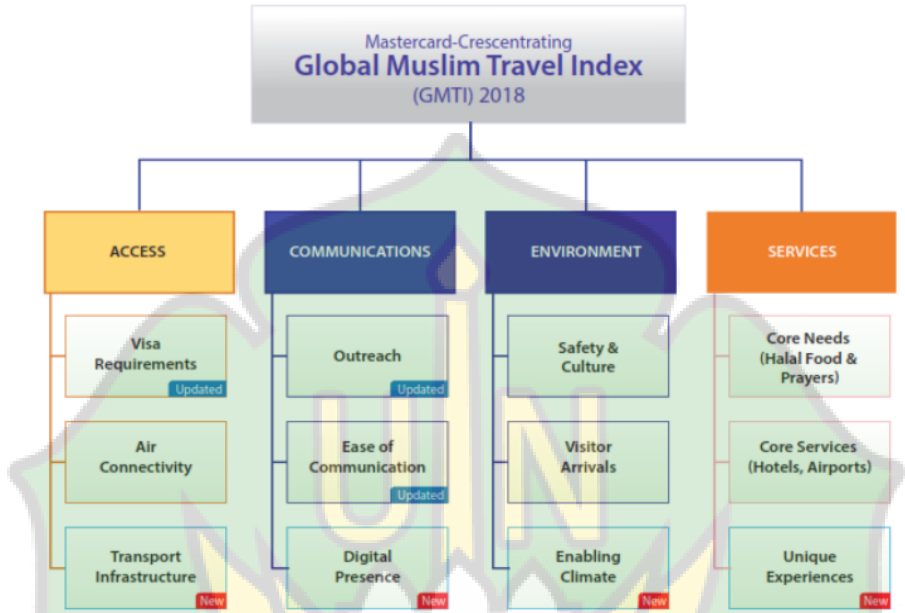 Mastercard-Crescentrating
Global Muslim Travel Index
(GMTI) 2018
ACCESS
COMMUNICATIONS
ENVIRONMENT
SERVICES
Visa
Requirements
Updated
Outreach
Updated
Safety &
Culture
Core Needs
(Halal Food &
Prayers)
Air
Connectivity
Ease of
Communication
Updated
Visitor
Arrivals
Core Services
(Hotels, Airports)
Transport
Infrastructure
New
Digital
Presence
New
Enabling
Climate
New
Unique
Experiences
New
UIN